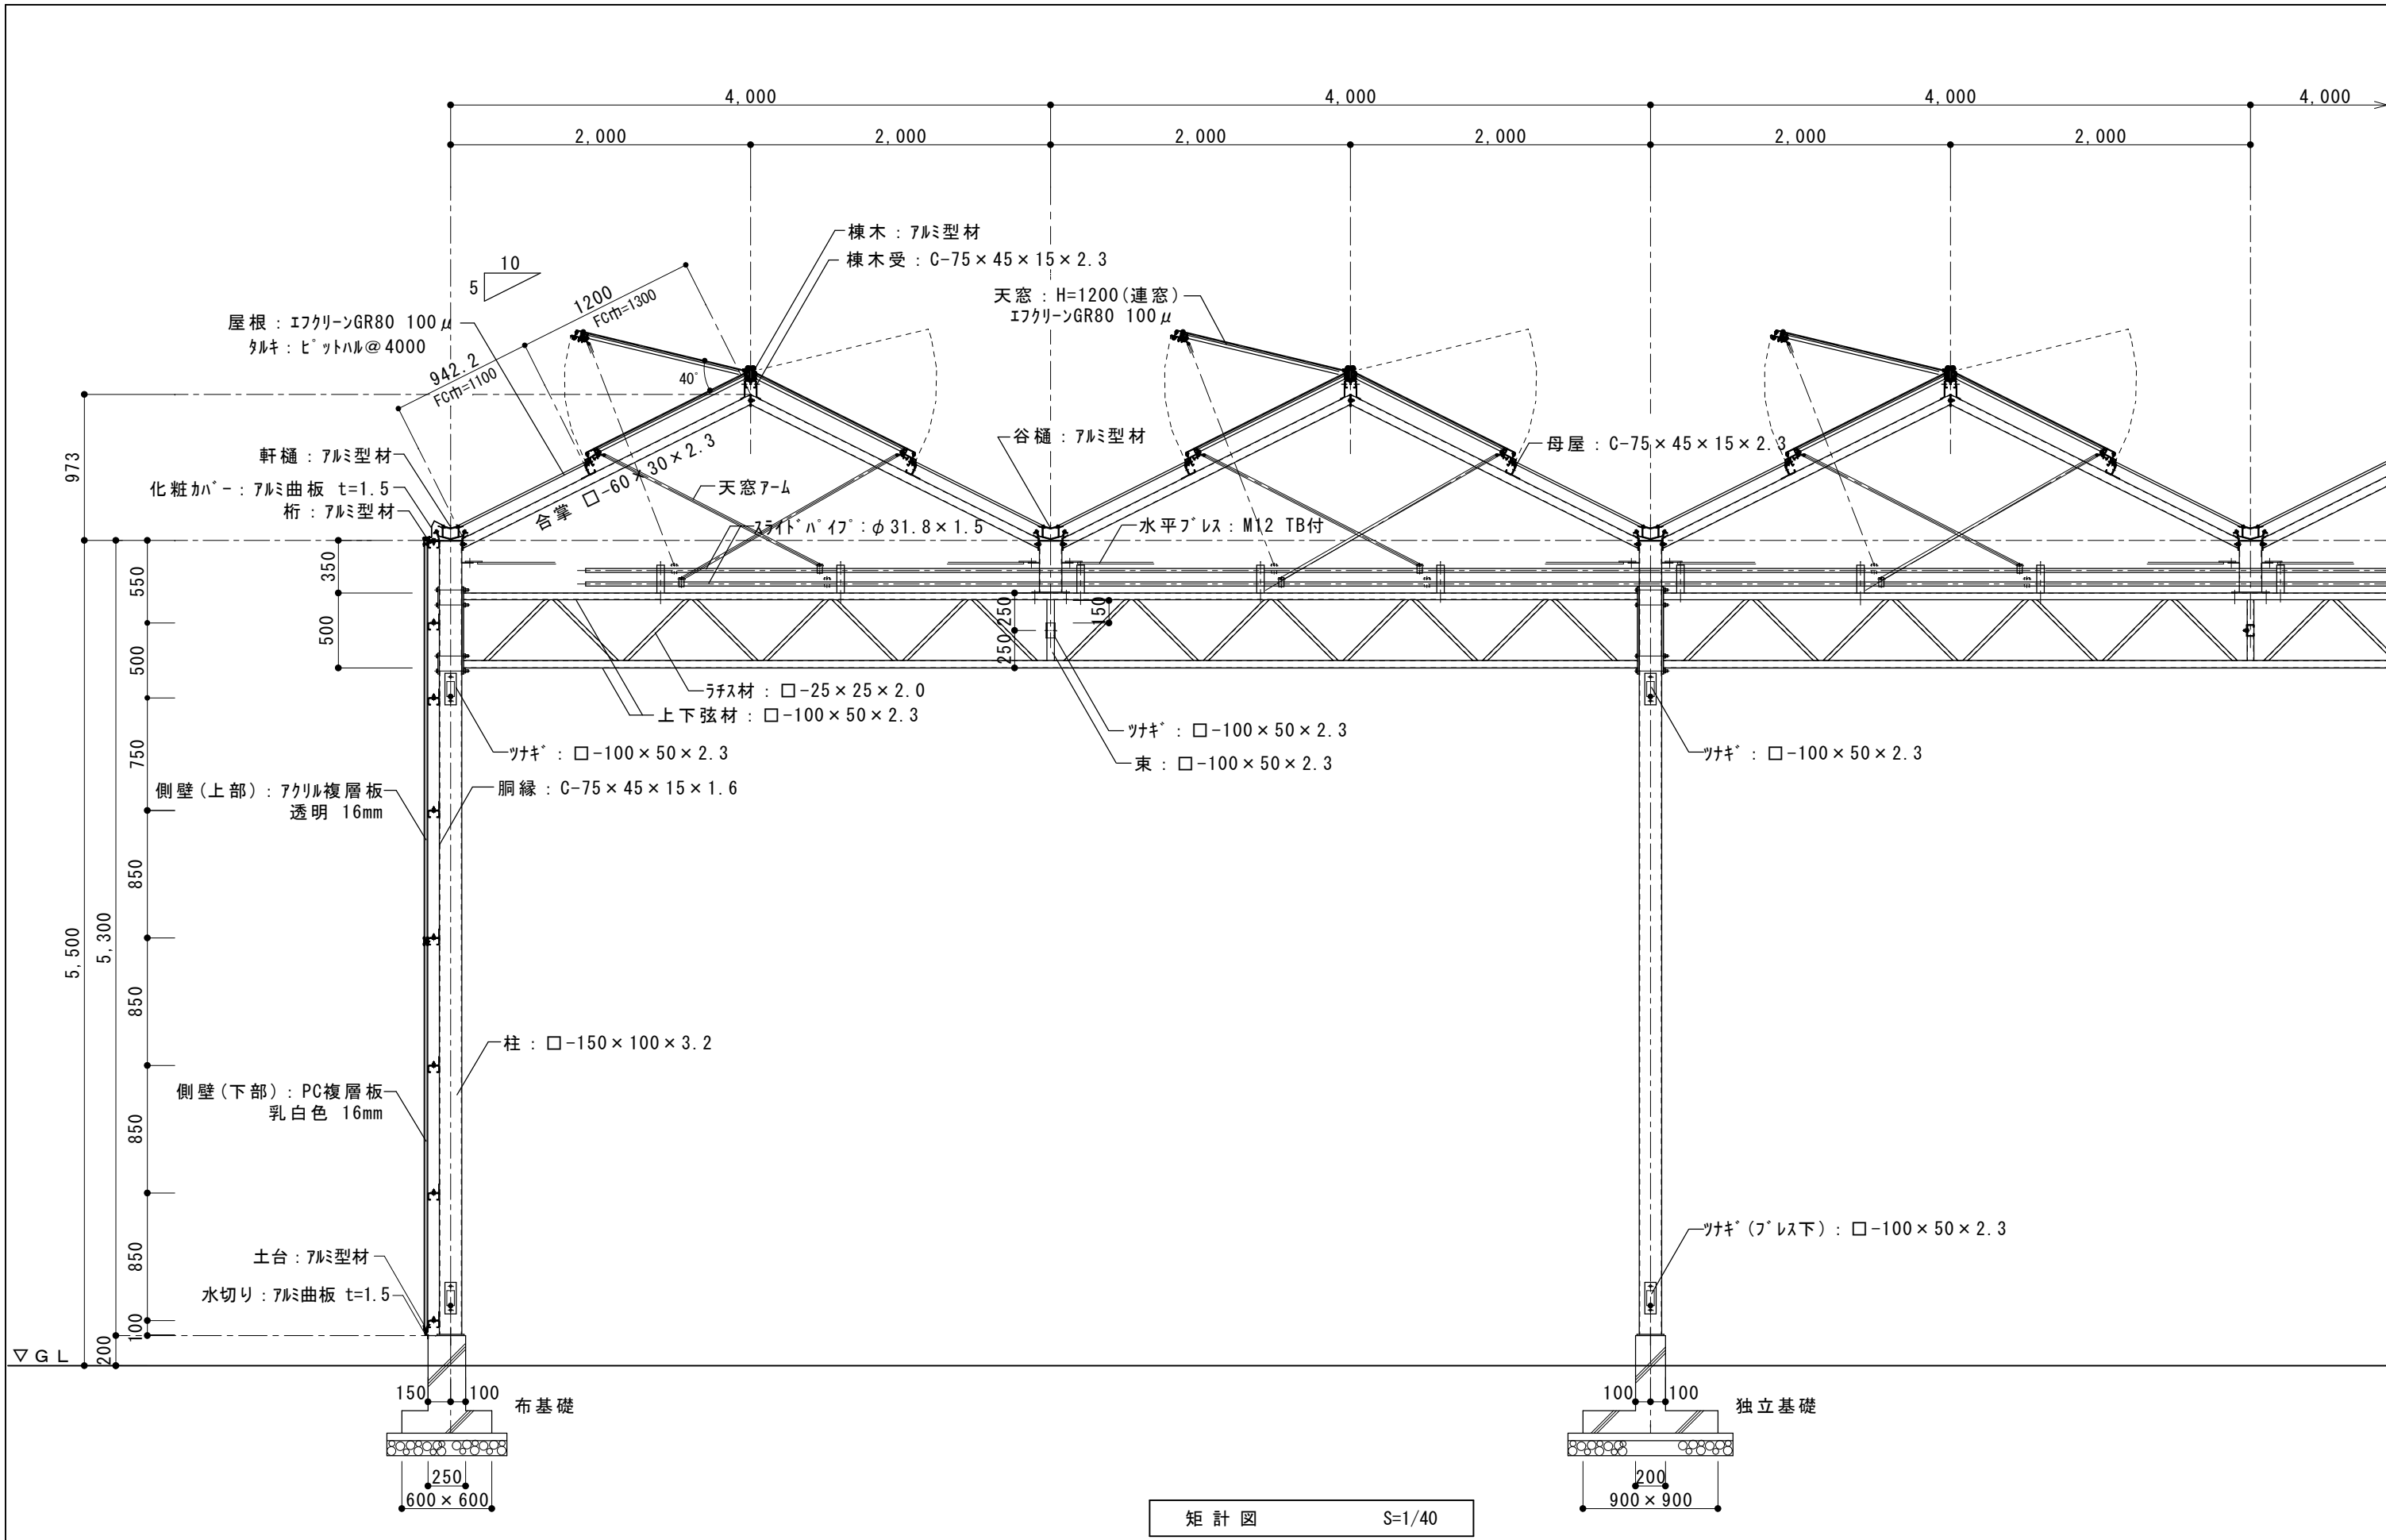 4,000
4,000
4,000
4,000
2,000
2,000
2,000
2,000
2,000
2,000
棟木：アルミ型材
棟木受：C-75×45×15×2.3
10
5
1200
FC巾=1300
天窓：H=1200(連窓)
エフクリーンGR80 100μ
屋根：エフクリーンGR80 100μ
タルキ：ピットハル@4000
942.2
FC巾=1100
40°
973
軒樋：アルミ型材
化粧カバー：アルミ曲板 t=1.5
桁：アルミ型材
合掌 □-60×30×2.3
谷樋：アルミ型材
母屋：C-75×45×15×2.3
天窓アーム
スライドパイプ：φ31.8×1.5
水平ブレス：M12 TB付
350
550
500
500
250
250
150
ラチス材：□-25×25×2.0
上下弦材：□-100×50×2.3
ツナギ：□-100×50×2.3
ツナギ：□-100×50×2.3
ツナギ：□-100×50×2.3
束：□-100×50×2.3
750
側壁(上部)：アクリル複層板
透明 16mm
胴縁：C-75×45×15×1.6
850
5,500
5,300
850
柱：□-150×100×3.2
側壁(下部)：PC複層板
乳白色 16mm
850
850
ツナギ(ブレス下)：□-100×50×2.3
土台：アルミ型材
水切り：アルミ曲板 t=1.5
100
200
▽GL
150
100
布基礎
100
100
独立基礎
250
600×600
200
900×900
矩計図 S=1/40